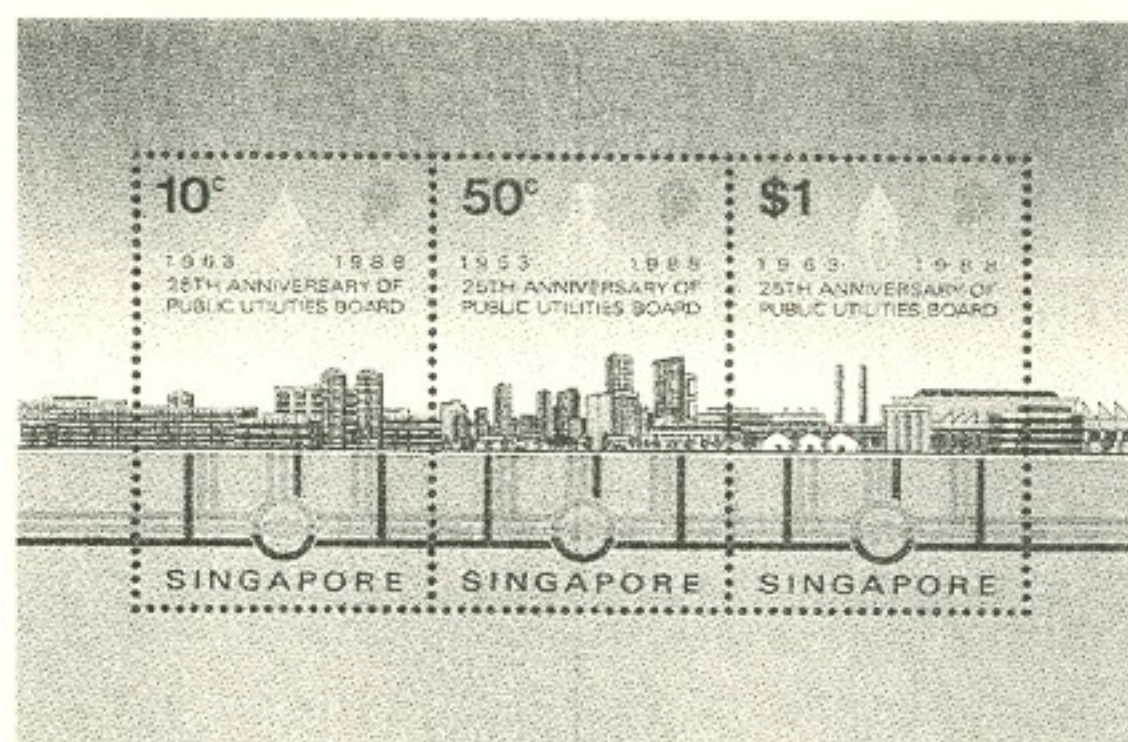 10c
1963 1988
25TH ANNIVERSARY OF
PUBLIC UTILITIES BOARD
SINGAPORE
50c
1963 1988
25TH ANNIVERSARY OF
PUBLIC UTILITIES BOARD
SINGAPORE
$1
1963 1988
25TH ANNIVERSARY OF
PUBLIC UTILITIES BOARD
SINGAPORE